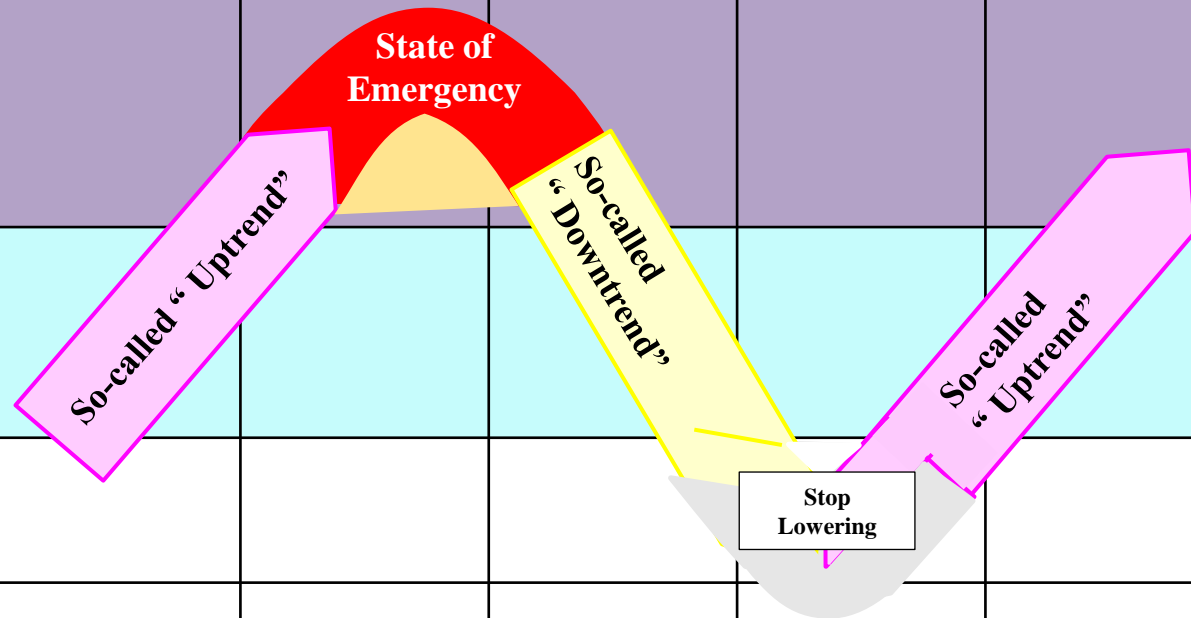 State of
Emergency
So-called “ Uptrend”
So-called
“ Downtrend”
Stop
Lowering
So-called
“ Uptrend”